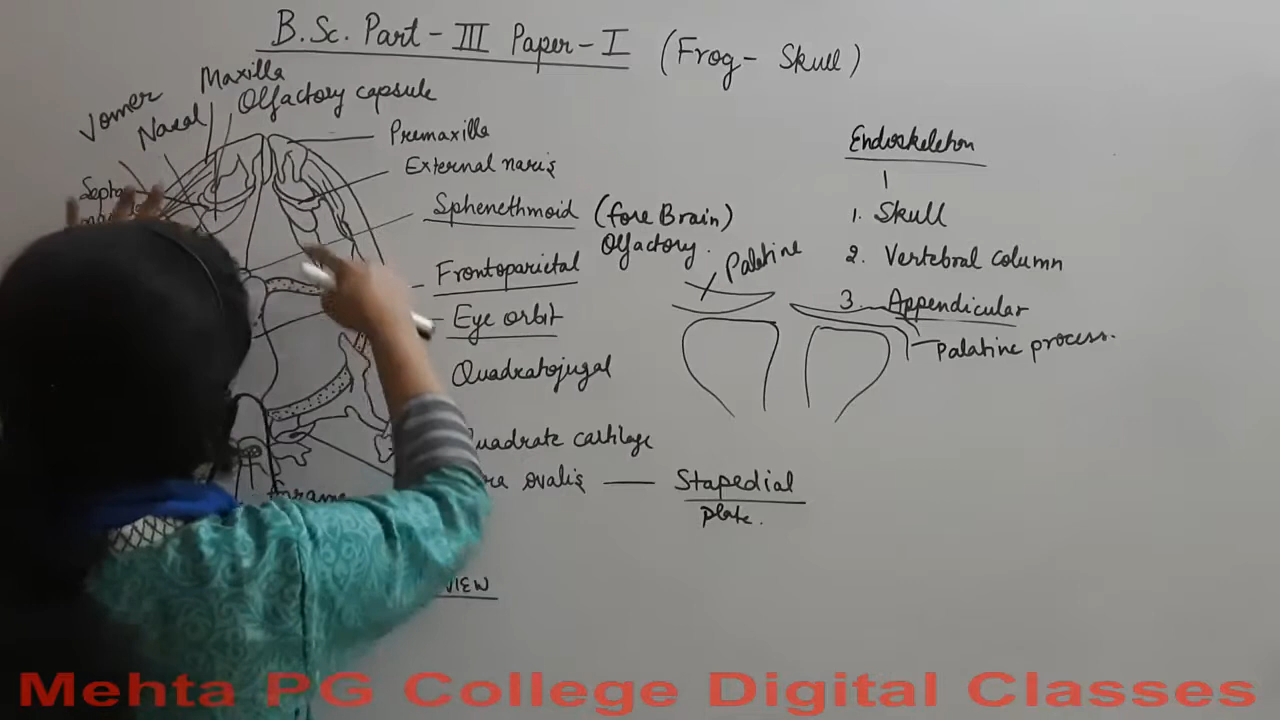 B.Sc. Part - III Paper - I (Frog - Skull)
Maxilla
Vomer
Olfactory capsule
Nasal
Premaxilla
External naris
Sphenethmoid (fore Brain)
Olfactory.
Frontoparietal
Eye orbit
Quadratojugal
cartilage
ovalis — Stapedial
plate.
VIEW
Palatine
Palatine process.
Endoskeleton
1. Skull
2. Vertebral column
3. Appendicular
Mehta PG College Digital Classes